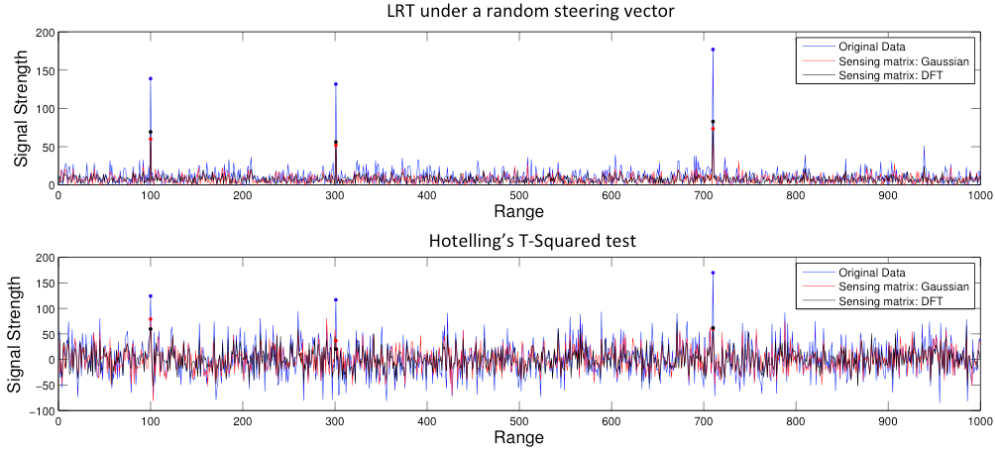 LRT under a random steering vector
Signal Strength
200
150
100
50
0
Original Data
Sensing matrix: Gaussian
Sensing matrix: DFT
0 100 200 300 400 500 600 700 800 900 1000
Range
Hotelling's T-Squared test
Signal Strength
200
150
100
50
0
−50
−100
Original Data
Sensing matrix: Gaussian
Sensing matrix: DFT
0 100 200 300 400 500 600 700 800 900 1000
Range